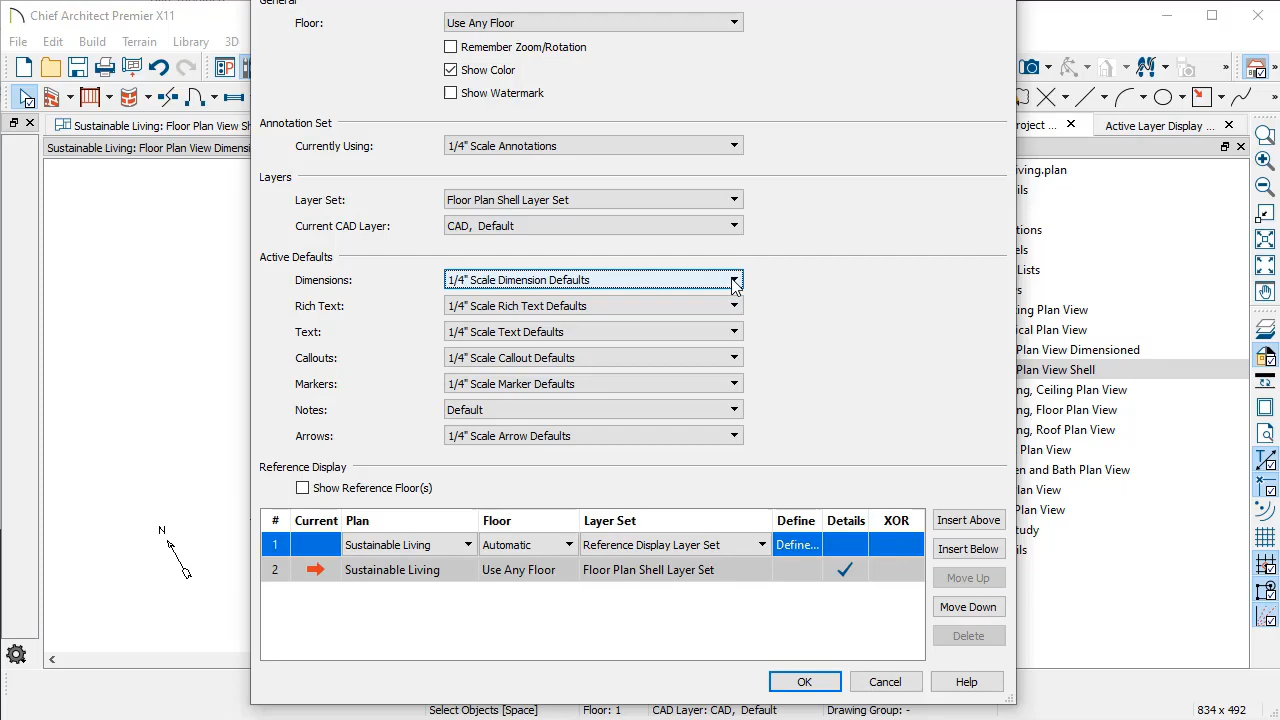 Chief Architect Premier X11
File Edit Build Terrain Library 3D
General
Floor: Use Any Floor
Remember Zoom/Rotation
Show Color
Show Watermark
Annotation Set
Currently Using: 1/4" Scale Annotations
Layers
Layer Set: Floor Plan Shell Layer Set
Current CAD Layer: CAD, Default
Active Defaults
Dimensions: 1/4" Scale Dimension Defaults
Rich Text: 1/4" Scale Rich Text Defaults
Text: 1/4" Scale Text Defaults
Callouts: 1/4" Scale Callout Defaults
Markers: 1/4" Scale Marker Defaults
Notes: Default
Arrows: 1/4" Scale Arrow Defaults
Reference Display
Show Reference Floor(s)
# Current Plan Floor Layer Set Define Details XOR
1 Sustainable Living Automatic Reference Display Layer Set Define...
2 Sustainable Living Use Any Floor Floor Plan Shell Layer Set
Insert Above
Insert Below
Move Up
Move Down
Delete
OK Cancel Help
Sustainable Living: Floor Plan View Sh
Sustainable Living: Floor Plan View Dimensi
N
roject ... Active Layer Display ...
iving.plan
ils
tions
els
Lists
s
ing Plan View
ical Plan View
Plan View Dimensioned
Plan View Shell
ng, Ceiling Plan View
ng, Floor Plan View
ng, Roof Plan View
Plan View
en and Bath Plan View
an View
Plan View
tudy
ils
Select Objects [Space] Floor: 1 CAD Layer: CAD, Default Drawing Group: - 834 x 492